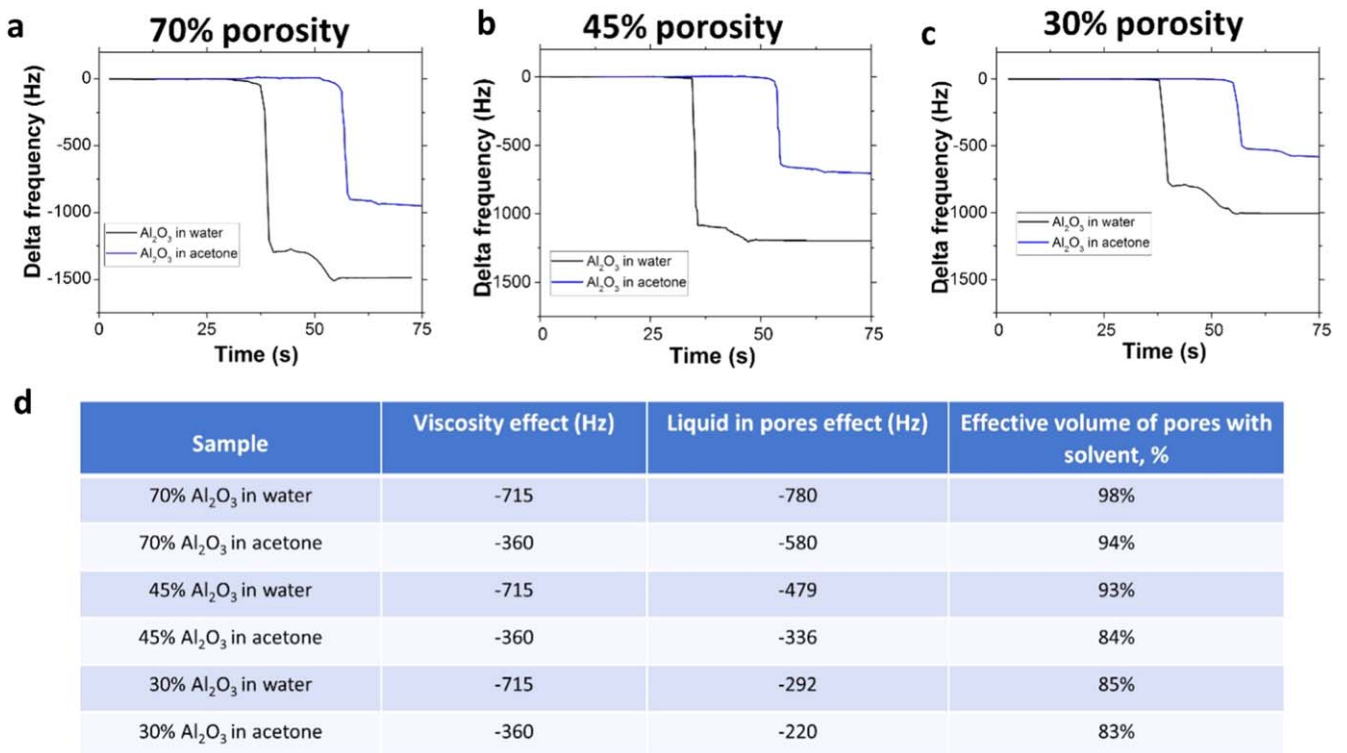 a
70% porosity
Delta frequency (Hz)
0
-500
-1000
-1500
Al₂O₃ in water
Al₂O₃ in acetone
0 25 50 75
Time (s)
b
45% porosity
Delta frequency (Hz)
0
-500
-1000
-1500
Al₂O₃ in water
Al₂O₃ in acetone
0 25 50 75
Time (s)
c
30% porosity
Delta frequency (Hz)
0
-500
-1000
-1500
Al₂O₃ in water
Al₂O₃ in acetone
0 25 50 75
Time (s)
d
Sample Viscosity effect (Hz) Liquid in pores effect (Hz) Effective volume of pores with
solvent, %
70% Al₂O₃ in water -715 -780 98%
70% Al₂O₃ in acetone -360 -580 94%
45% Al₂O₃ in water -715 -479 93%
45% Al₂O₃ in acetone -360 -336 84%
30% Al₂O₃ in water -715 -292 85%
30% Al₂O₃ in acetone -360 -220 83%